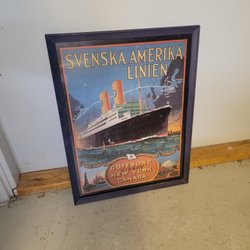 SVENSKA AMERIKA
LINIEN
GÖTEBORG
NEW YORK
CANADA